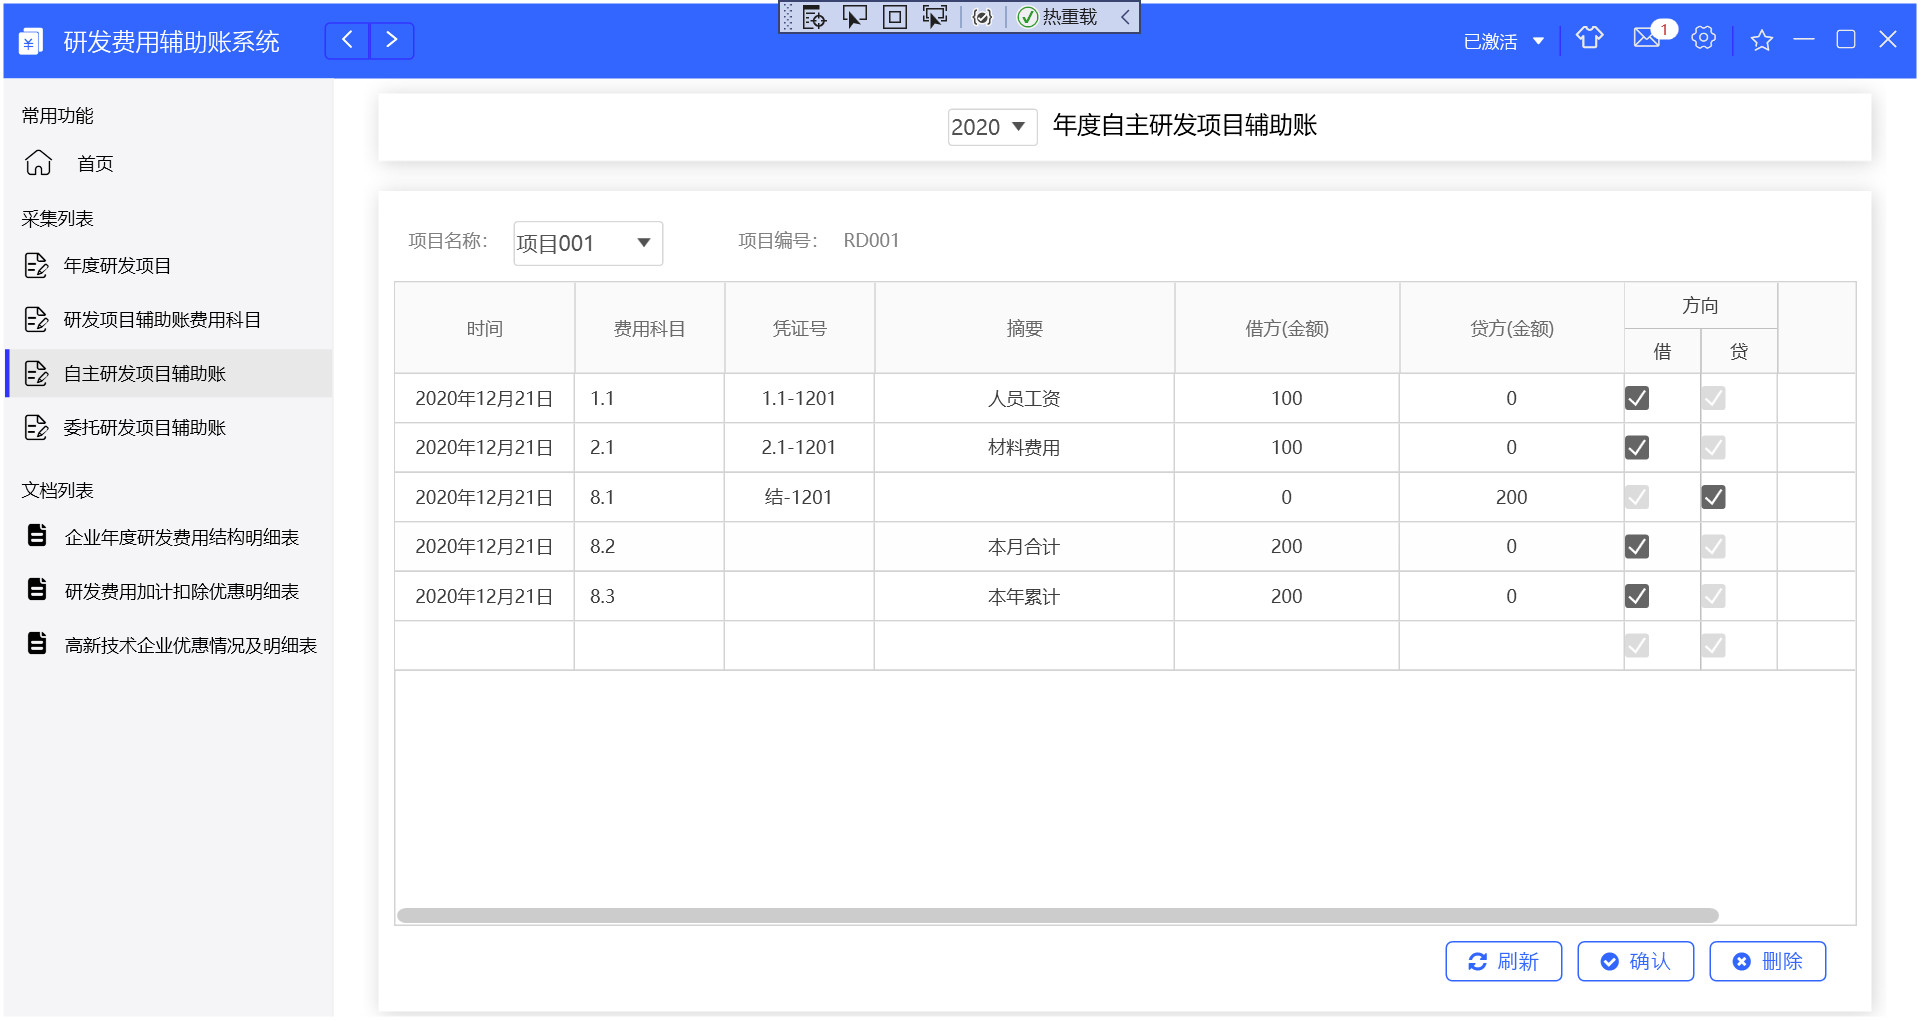 热重载
研发费用辅助账系统
已激活
1
常用功能
首页
采集列表
年度研发项目
研发项目辅助账费用科目
自主研发项目辅助账
委托研发项目辅助账
文档列表
企业年度研发费用结构明细表
研发费用加计扣除优惠明细表
高新技术企业优惠情况及明细表
2020 年度自主研发项目辅助账
项目名称: 项目001 项目编号: RD001
时间 费用科目 凭证号 摘要 借方(金额) 贷方(金额) 方向
借 贷
2020年12月21日 1.1 1.1-1201 人员工资 100 0
2020年12月21日 2.1 2.1-1201 材料费用 100 0
2020年12月21日 8.1 结-1201 0 200
2020年12月21日 8.2 本月合计 200 0
2020年12月21日 8.3 本年累计 200 0
刷新 确认 删除